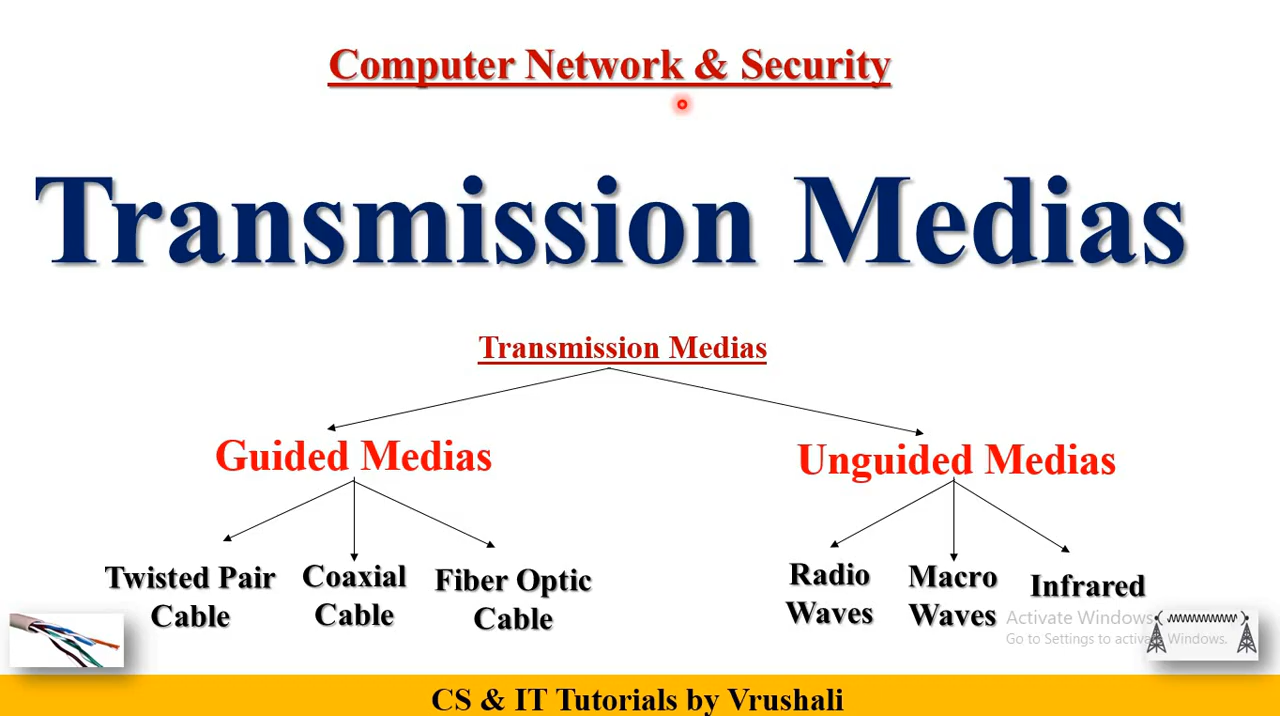 Computer Network & Security
Transmission Medias
Transmission Medias
Guided Medias
Unguided Medias
Twisted Pair
Cable
Coaxial
Cable
Fiber Optic
Cable
Radio
Waves
Macro
Waves
Infrared
Activate Windows
Go to Settings to activate Windows.
CS & IT Tutorials by Vrushali